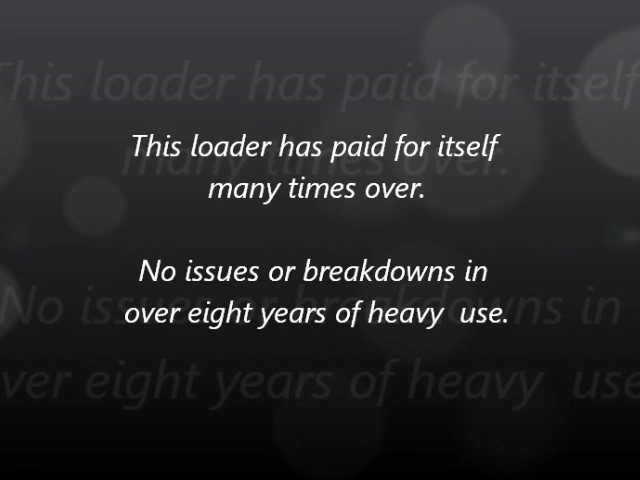 This loader has paid for itself
many times over.
No issues or breakdowns in
over eight years of heavy  use.